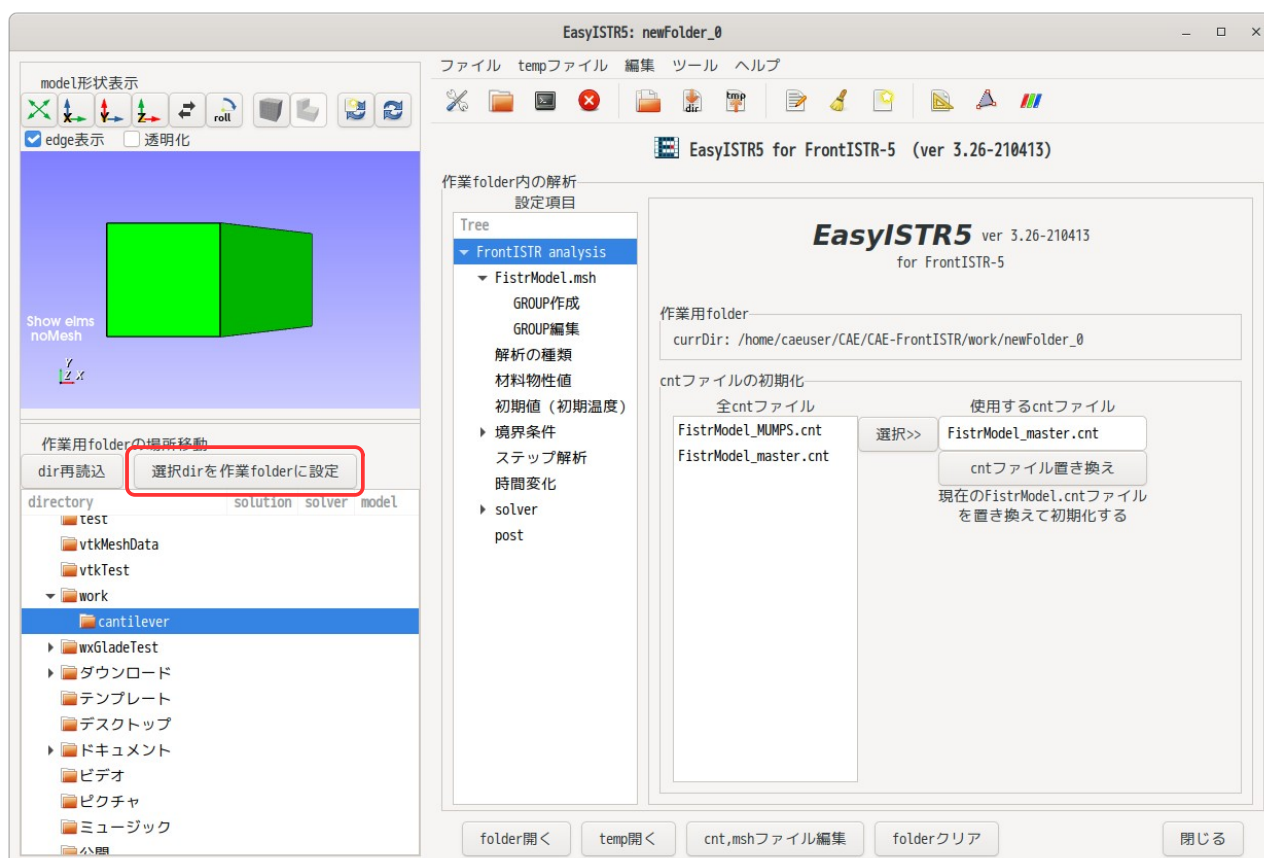 EasyISTR5: newFolder_0
model形状表示
roll
edge表示 透明化
Show elms
noMesh
Y
Z X
作業用folderの場所移動
dir再読込 選択dirを作業folderに設定
directory solution solver model
test
vtkMeshData
vtkTest
work
cantilever
wxGladeTest
ダウンロード
テンプレート
デスクトップ
ドキュメント
ビデオ
ピクチャ
ミュージック
公開
ファイル tempファイル 編集 ツール ヘルプ
dir tmp
EasyISTR5 for FrontISTR-5 (ver 3.26-210413)
作業folder内の解析
設定項目
Tree
FrontISTR analysis
FistrModel.msh
GROUP作成
GROUP編集
解析の種類
材料物性値
初期値（初期温度）
境界条件
ステップ解析
時間変化
solver
post
EasyISTR5 ver 3.26-210413
for FrontISTR-5
作業用folder
currDir: /home/caeuser/CAE/CAE-FrontISTR/work/newFolder_0
cntファイルの初期化
全cntファイル 使用するcntファイル
FistrModel_MUMPS.cnt 選択>> FistrModel_master.cnt
FistrModel_master.cnt cntファイル置き換え
現在のFistrModel.cntファイル
を置き換えて初期化する
folder開く temp開く cnt,mshファイル編集 folderクリア 閉じる